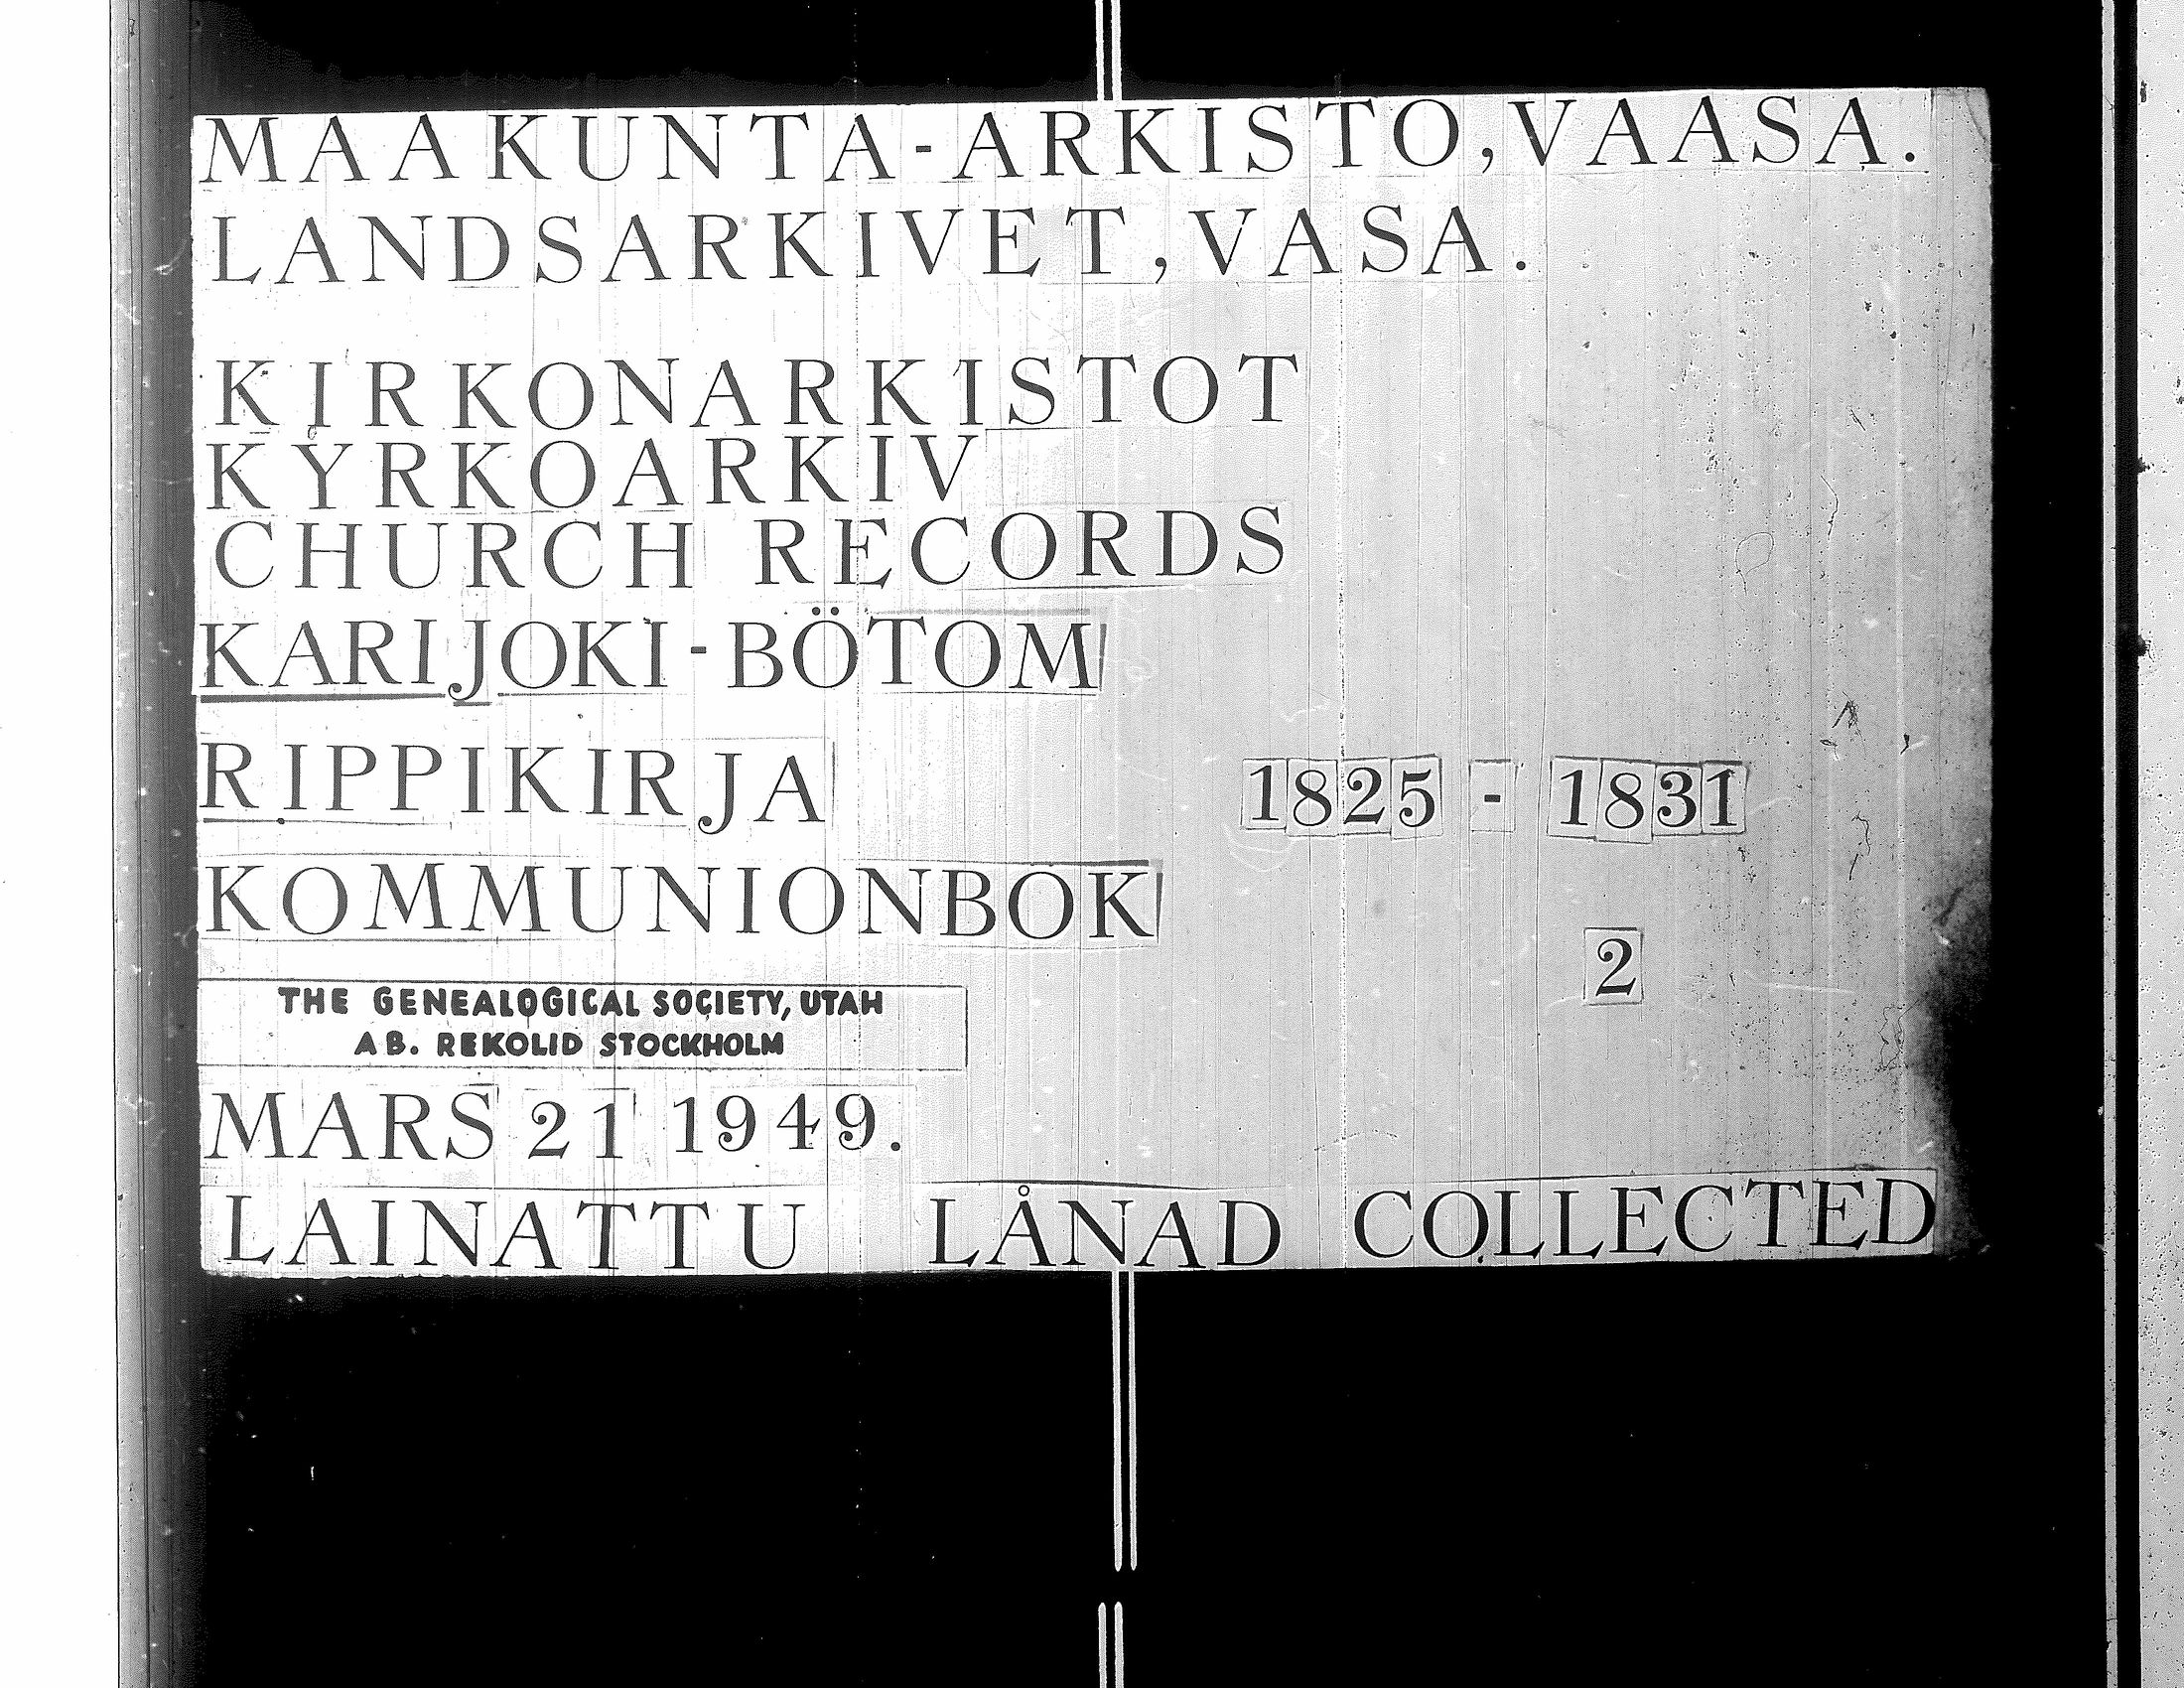 MAAKUNTA-ARKISTO, VAASA.
LANDSARKIVET, VASA.
KIRKONARKISTOT
KYRKOARKIV
CHURCH RECORDS
KARIJOKI-BÖTOM
RIPPIKIRJA 1825 - 1831
KOMMUNIONBOK
2
THE GENEALOGICAL SOCIETY, UTAH
AB. REKOLID STOCKHOLM
MARS 21 1949.
LAINATTU LÅNAD COLLECTED